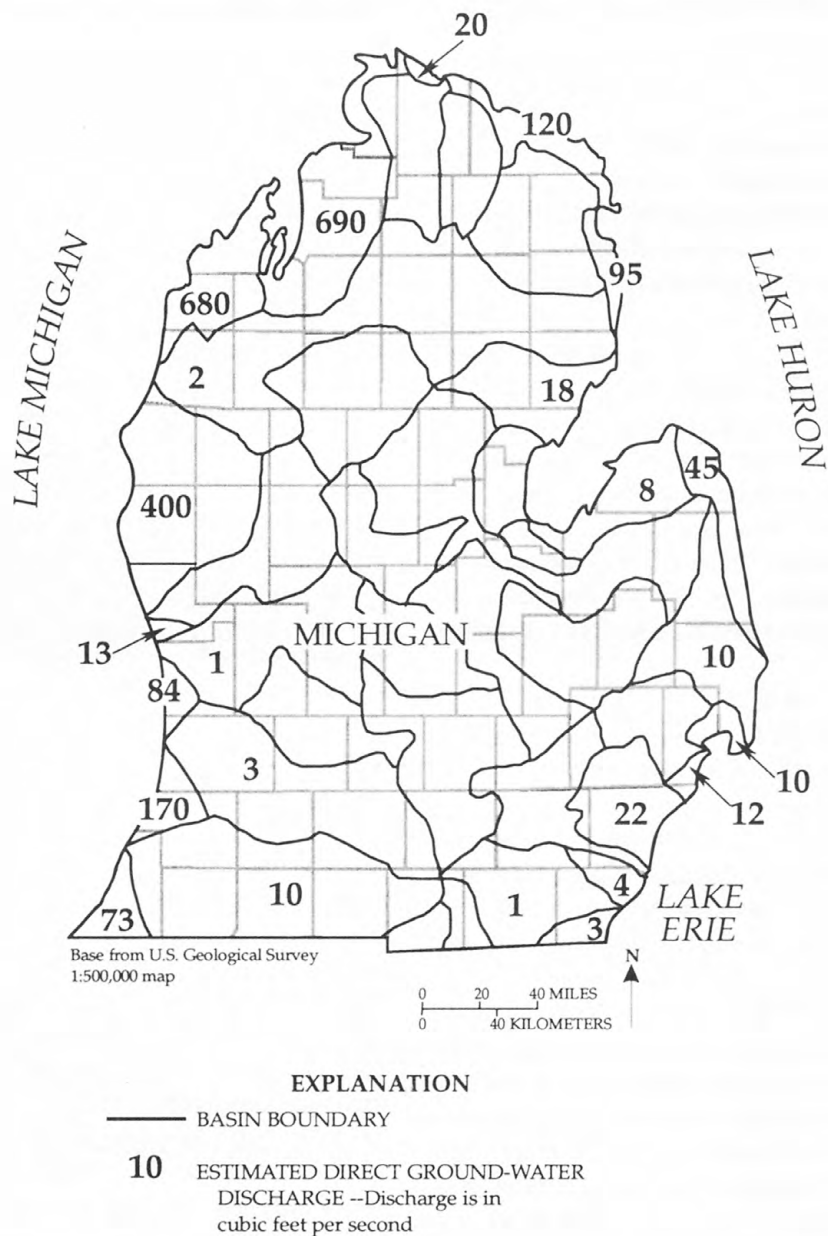 20
120
690
LAKE MICHIGAN
LAKE HURON
95
680
2
18
45
8
400
MICHIGAN
13
1
10
84
3
10
170
12
22
10
4
1
LAKE
ERIE
73
3
Base from U.S. Geological Survey
1:500,000 map
N
0 20 40 MILES
0 40 KILOMETERS
EXPLANATION
BASIN BOUNDARY
10 ESTIMATED DIRECT GROUND-WATER
DISCHARGE --Discharge is in
cubic feet per second